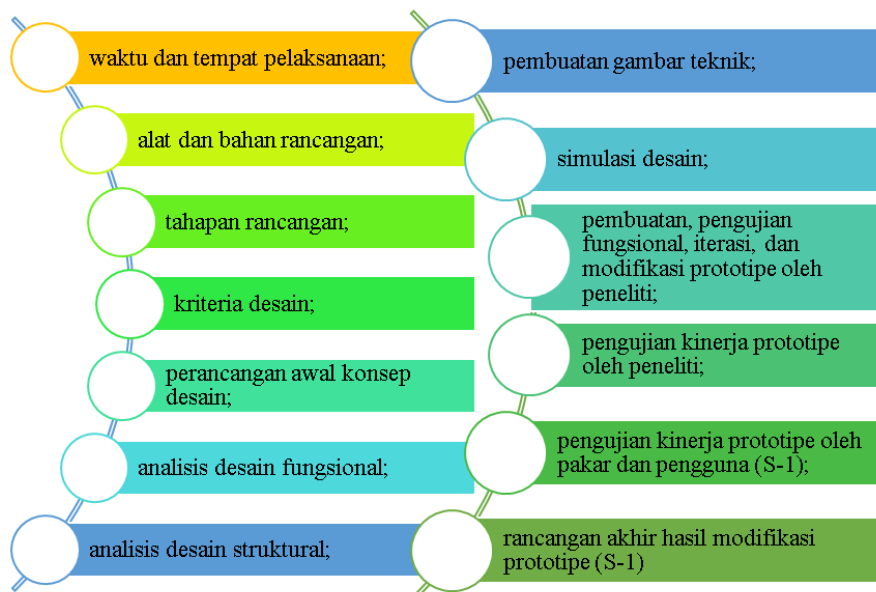 waktu dan tempat pelaksanaan;
alat dan bahan rancangan;
tahapan rancangan;
kriteria desain;
perancangan awal konsep
desain;
analisis desain fungsional;
analisis desain struktural;
pembuatan gambar teknik;
simulasi desain;
pembuatan, pengujian
fungsional, iterasi, dan
modifikasi prototipe oleh
peneliti;
pengujian kinerja prototipe
oleh peneliti;
pengujian kinerja prototipe oleh
pakar dan pengguna (S-1);
rancangan akhir hasil modifikasi
prototipe (S-1)